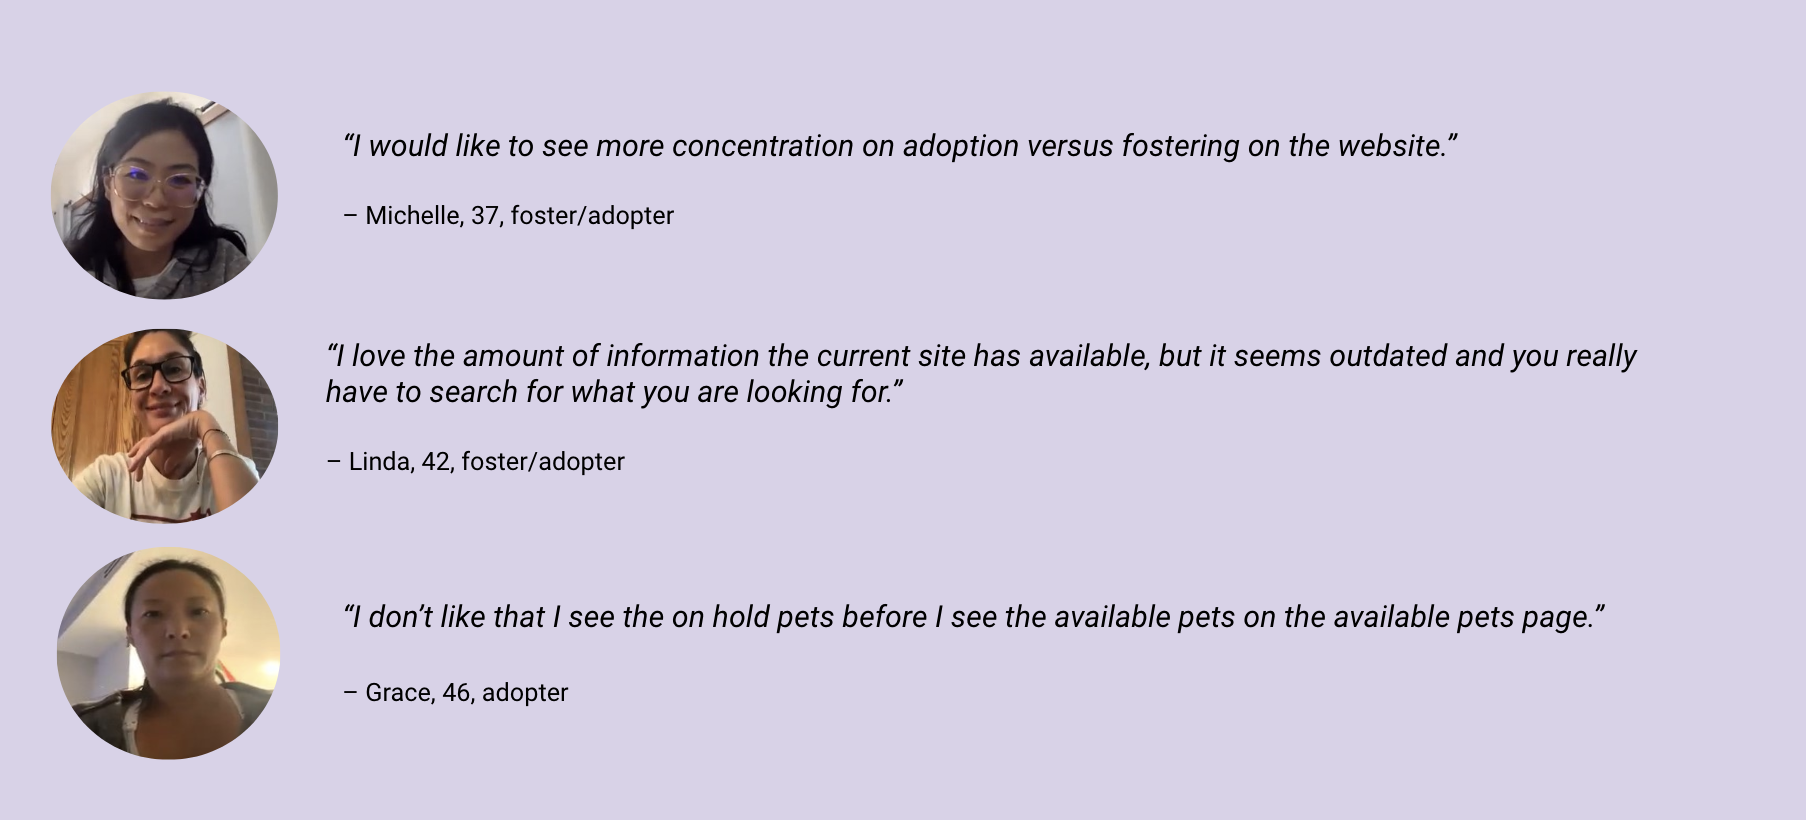 “I would like to see more concentration on adoption versus fostering on the website.”
– Michelle, 37, foster/adopter
“I love the amount of information the current site has available, but it seems outdated and you really
have to search for what you are looking for.”
– Linda, 42, foster/adopter
“I don’t like that I see the on hold pets before I see the available pets on the available pets page.”
– Grace, 46, adopter